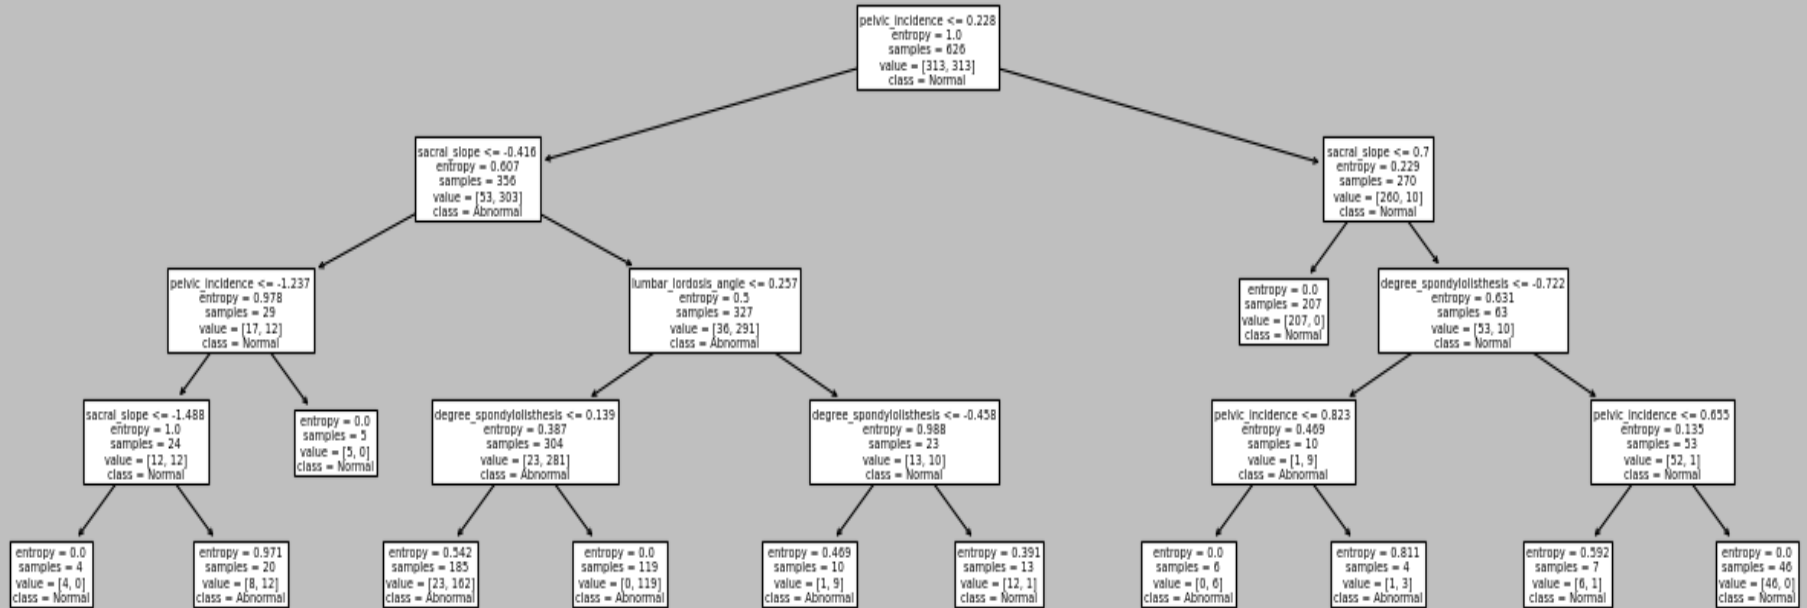 pelvic_incidence <= 0.228
entropy = 1.0
samples = 626
value = [313, 313]
class = Normal
sacral_slope <= -0.416
entropy = 0.607
samples = 356
value = [53, 303]
class = Abnormal
sacral_slope <= 0.7
entropy = 0.229
samples = 270
value = [260, 10]
class = Normal
pelvic_incidence <= -1.237
entropy = 0.978
samples = 29
value = [17, 12]
class = Normal
lumbar_lordosis_angle <= 0.257
entropy = 0.5
samples = 327
value = [36, 291]
class = Abnormal
entropy = 0.0
samples = 207
value = [207, 0]
class = Normal
degree_spondylolisthesis <= -0.722
entropy = 0.631
samples = 63
value = [53, 10]
class = Normal
sacral_slope <= -1.488
entropy = 1.0
samples = 24
value = [12, 12]
class = Normal
entropy = 0.0
samples = 5
value = [5, 0]
class = Normal
degree_spondylolisthesis <= 0.139
entropy = 0.387
samples = 304
value = [23, 281]
class = Abnormal
degree_spondylolisthesis <= -0.458
entropy = 0.988
samples = 23
value = [13, 10]
class = Normal
pelvic_incidence <= 0.823
entropy = 0.469
samples = 10
value = [1, 9]
class = Abnormal
pelvic_incidence <= 0.655
entropy = 0.135
samples = 53
value = [52, 1]
class = Normal
entropy = 0.0
samples = 4
value = [4, 0]
class = Normal
entropy = 0.971
samples = 20
value = [8, 12]
class = Abnormal
entropy = 0.542
samples = 185
value = [23, 162]
class = Abnormal
entropy = 0.0
samples = 119
value = [0, 119]
class = Abnormal
entropy = 0.469
samples = 10
value = [1, 9]
class = Abnormal
entropy = 0.391
samples = 13
value = [12, 1]
class = Normal
entropy = 0.0
samples = 6
value = [0, 6]
class = Abnormal
entropy = 0.811
samples = 4
value = [1, 3]
class = Abnormal
entropy = 0.592
samples = 7
value = [6, 1]
class = Normal
entropy = 0.0
samples = 46
value = [46, 0]
class = Normal